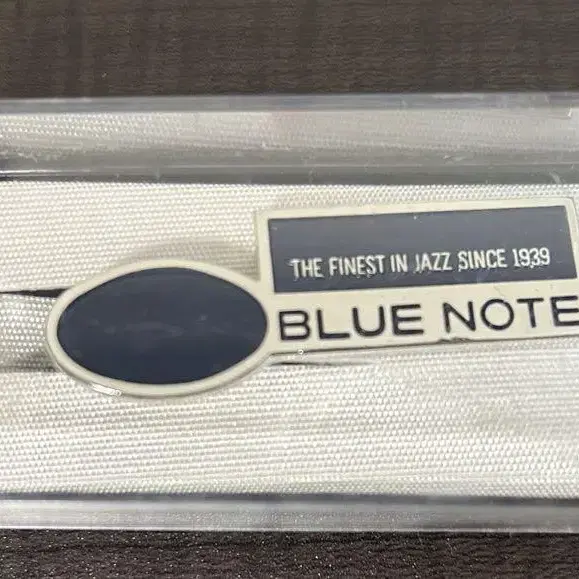 THE FINEST IN JAZZ SINCE 1939
BLUE NOTE